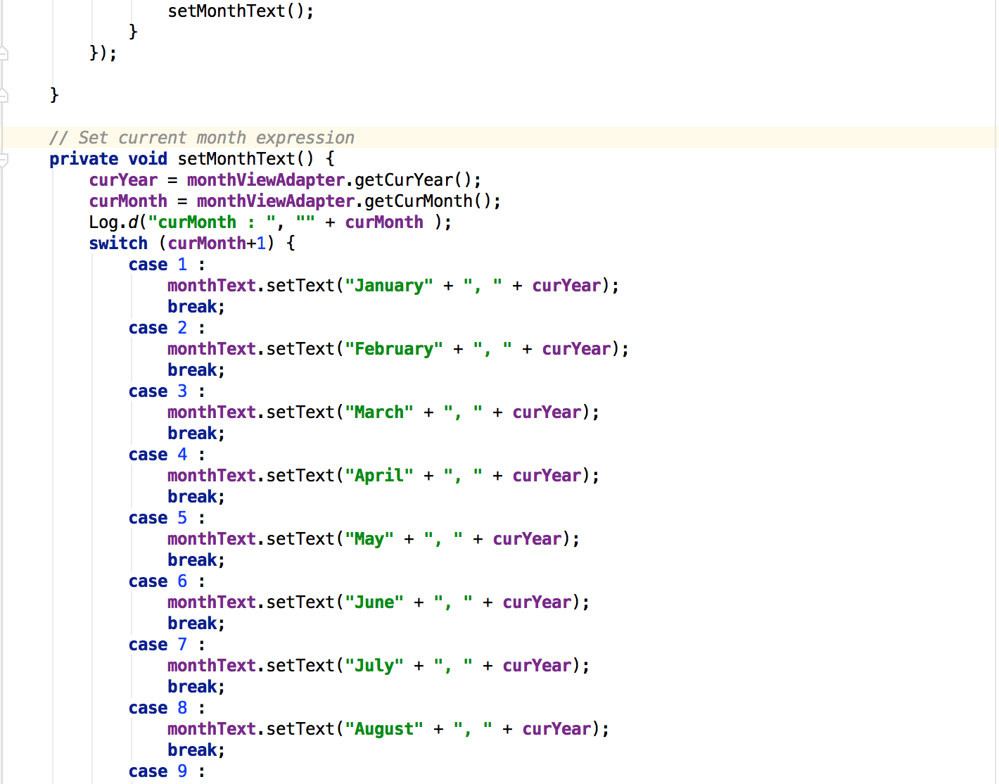 setMonthText();
}
});
}
// Set current month expression
private void setMonthText() {
curYear = monthViewAdapter.getCurYear();
curMonth = monthViewAdapter.getCurMonth();
Log.d("curMonth : ", "" + curMonth );
switch (curMonth+1) {
case 1 :
monthText.setText("January" + ", " + curYear);
break;
case 2 :
monthText.setText("February" + ", " + curYear);
break;
case 3 :
monthText.setText("March" + ", " + curYear);
break;
case 4 :
monthText.setText("April" + ", " + curYear);
break;
case 5 :
monthText.setText("May" + ", " + curYear);
break;
case 6 :
monthText.setText("June" + ", " + curYear);
break;
case 7 :
monthText.setText("July" + ", " + curYear);
break;
case 8 :
monthText.setText("August" + ", " + curYear);
break;
case 9 :